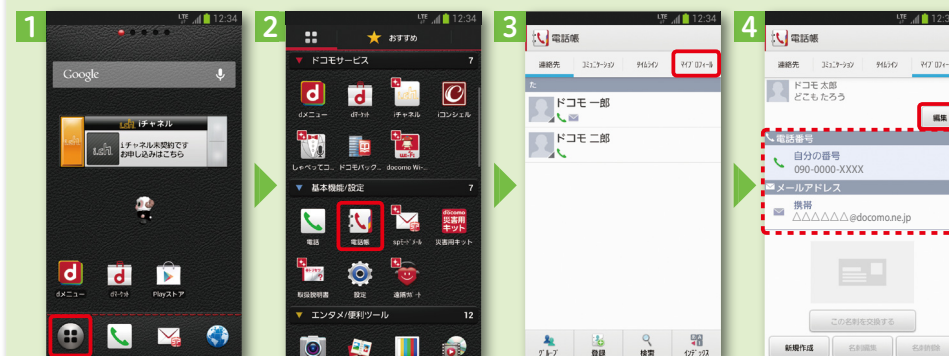 1
LTE 12:34
Google
iチャネル
iチャネル未契約です
お申し込みはこちら
dメニュー
dマーケット
Playストア
2
LTE 12:34
おすすめ
ドコモサービス 7
dメニュー
dマーケット
iチャネル
iコンシェル
しゃべってコ...
ドコモバック...
docomo Wi-...
基本機能/設定 7
電話
電話帳
spモードメール
災害用キット
取扱説明書
設定
遠隔サポート
エンタメ/便利ツール 12
3
LTE 12:34
電話帳
連絡先 コミュニケーション タイムライン マイプロフィール
た
ドコモ 一郎
ドコモ 二郎
グループ 登録 検索 インデックス
4
LTE 12:3
電話帳
連絡先 コミュニケーション タイムライン マイプロフィール
ドコモ 太郎
どこも たろう
編集
電話番号
自分の番号
090-0000-XXXX
メールアドレス
携帯
△△△△△△@docomo.ne.jp
この名刺を交換する
新規作成 名刺編集 名刺削除